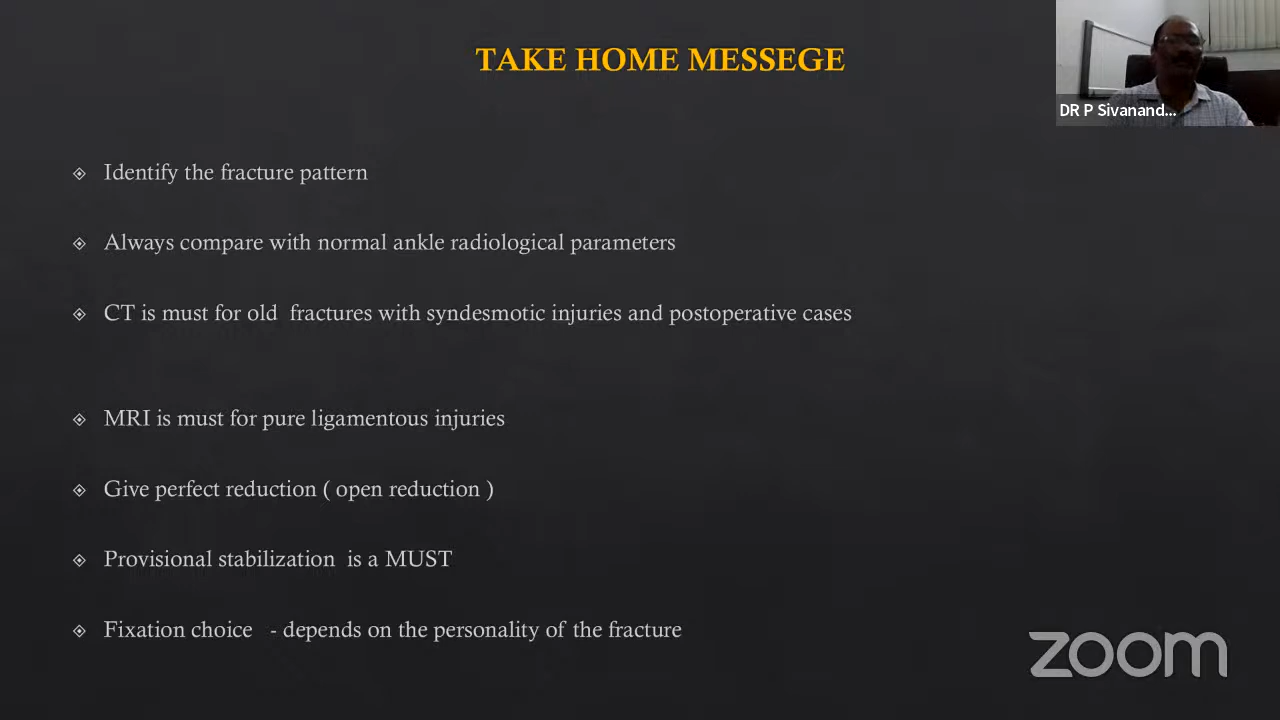 TAKE HOME MESSEGE
DR P Sivanand...
Identify the fracture pattern
Always compare with normal ankle radiological parameters
CT is must for old fractures with syndesmotic injuries and postoperative cases
MRI is must for pure ligamentous injuries
Give perfect reduction ( open reduction )
Provisional stabilization is a MUST
Fixation choice - depends on the personality of the fracture
zoom